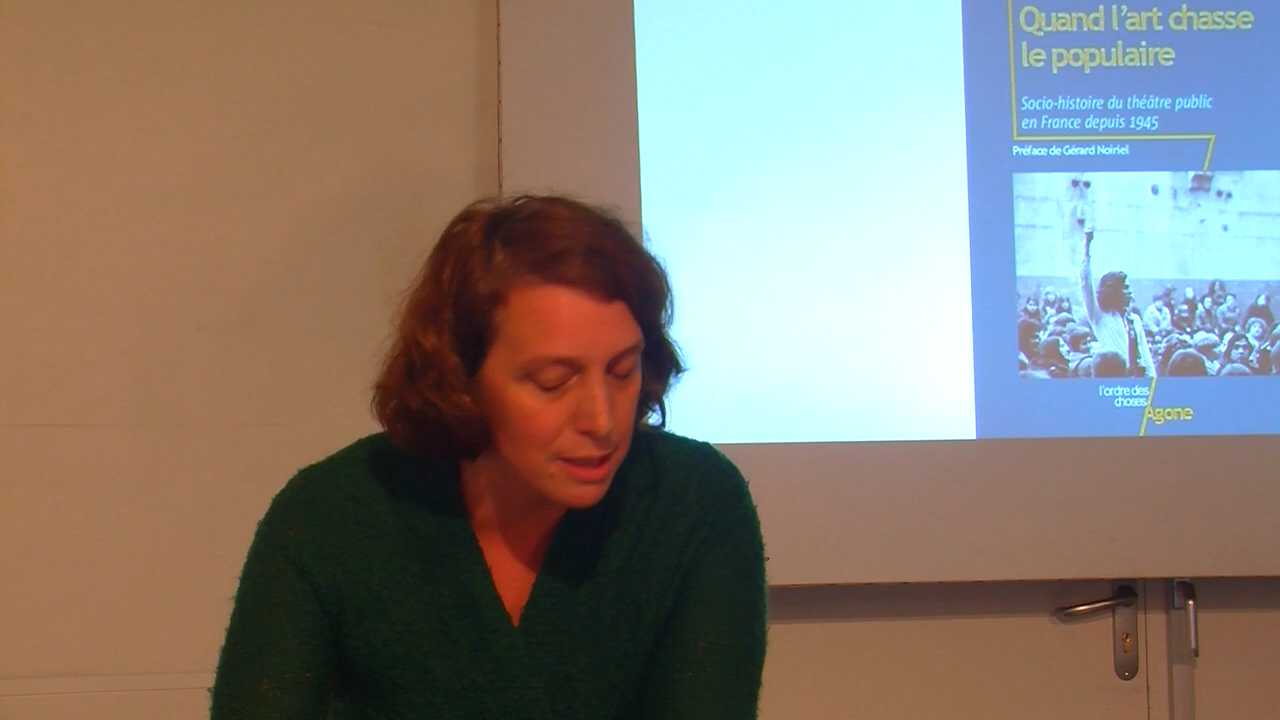 Quand l'art chasse
le populaire
Socio-histoire du théâtre public
en France depuis 1945
Préface de Gérard Noiriel
l'ordre des
choses
Agone